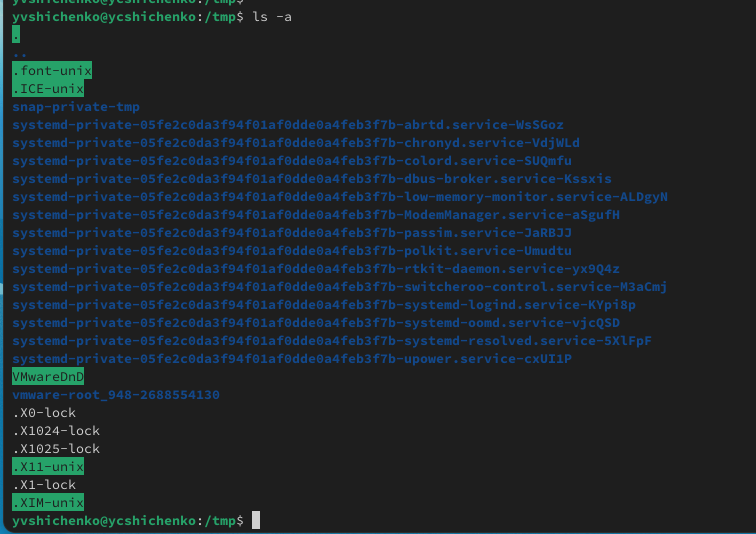 yvshichenko@ycshichenko:/tmp$
yvshichenko@ycshichenko:/tmp$ ls -a
.
..
.font-unix
.ICE-unix
snap-private-tmp
systemd-private-05fe2c0da3f94f01af0dde0a4feb3f7b-abrtd.service-WsSGoz
systemd-private-05fe2c0da3f94f01af0dde0a4feb3f7b-chronyd.service-VdjWLd
systemd-private-05fe2c0da3f94f01af0dde0a4feb3f7b-colord.service-SUQmfu
systemd-private-05fe2c0da3f94f01af0dde0a4feb3f7b-dbus-broker.service-Kssxis
systemd-private-05fe2c0da3f94f01af0dde0a4feb3f7b-low-memory-monitor.service-ALDgyN
systemd-private-05fe2c0da3f94f01af0dde0a4feb3f7b-ModemManager.service-aSgufH
systemd-private-05fe2c0da3f94f01af0dde0a4feb3f7b-passim.service-JaRBJJ
systemd-private-05fe2c0da3f94f01af0dde0a4feb3f7b-polkit.service-Umudtu
systemd-private-05fe2c0da3f94f01af0dde0a4feb3f7b-rtkit-daemon.service-yx9Q4z
systemd-private-05fe2c0da3f94f01af0dde0a4feb3f7b-switcheroo-control.service-M3aCmj
systemd-private-05fe2c0da3f94f01af0dde0a4feb3f7b-systemd-logind.service-KYpi8p
systemd-private-05fe2c0da3f94f01af0dde0a4feb3f7b-systemd-oomd.service-vjcQSD
systemd-private-05fe2c0da3f94f01af0dde0a4feb3f7b-systemd-resolved.service-5XlFpF
systemd-private-05fe2c0da3f94f01af0dde0a4feb3f7b-upower.service-cxUI1P
VMwareDnD
vmware-root_948-2688554130
.X0-lock
.X1024-lock
.X1025-lock
.X11-unix
.X1-lock
.XIM-unix
yvshichenko@ycshichenko:/tmp$